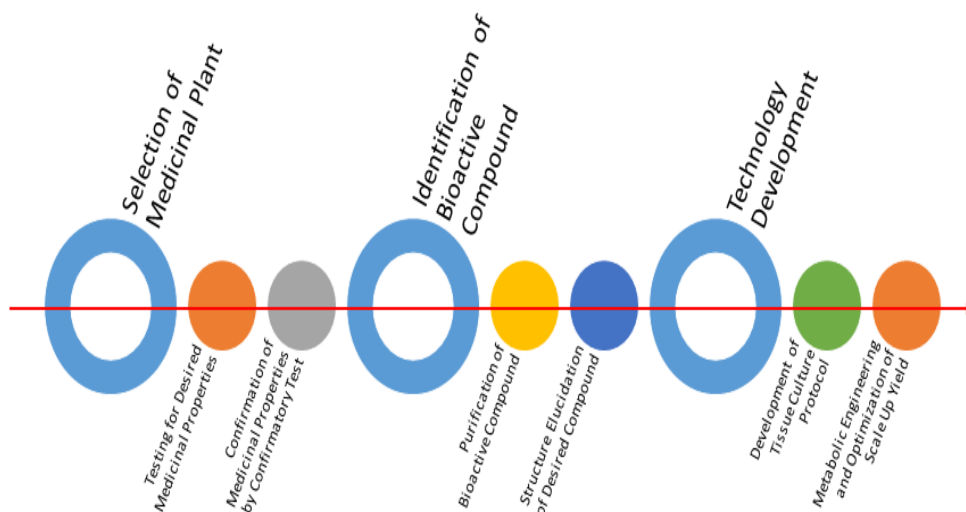 Selection of
Medicinal Plant
Testing for Desired
Medicinal Properties
Confirmation of
Medicinal Properties
by Confirmatory Test
Identification of
Bioactive
Compound
Purification of
Bioactive Compound
Structure Elucidation
of Desired Compound
Technology
Development
Development of
Tissue Culture
Protocol
Metabolic Engineering
and Optimization of
Scale Up Yield